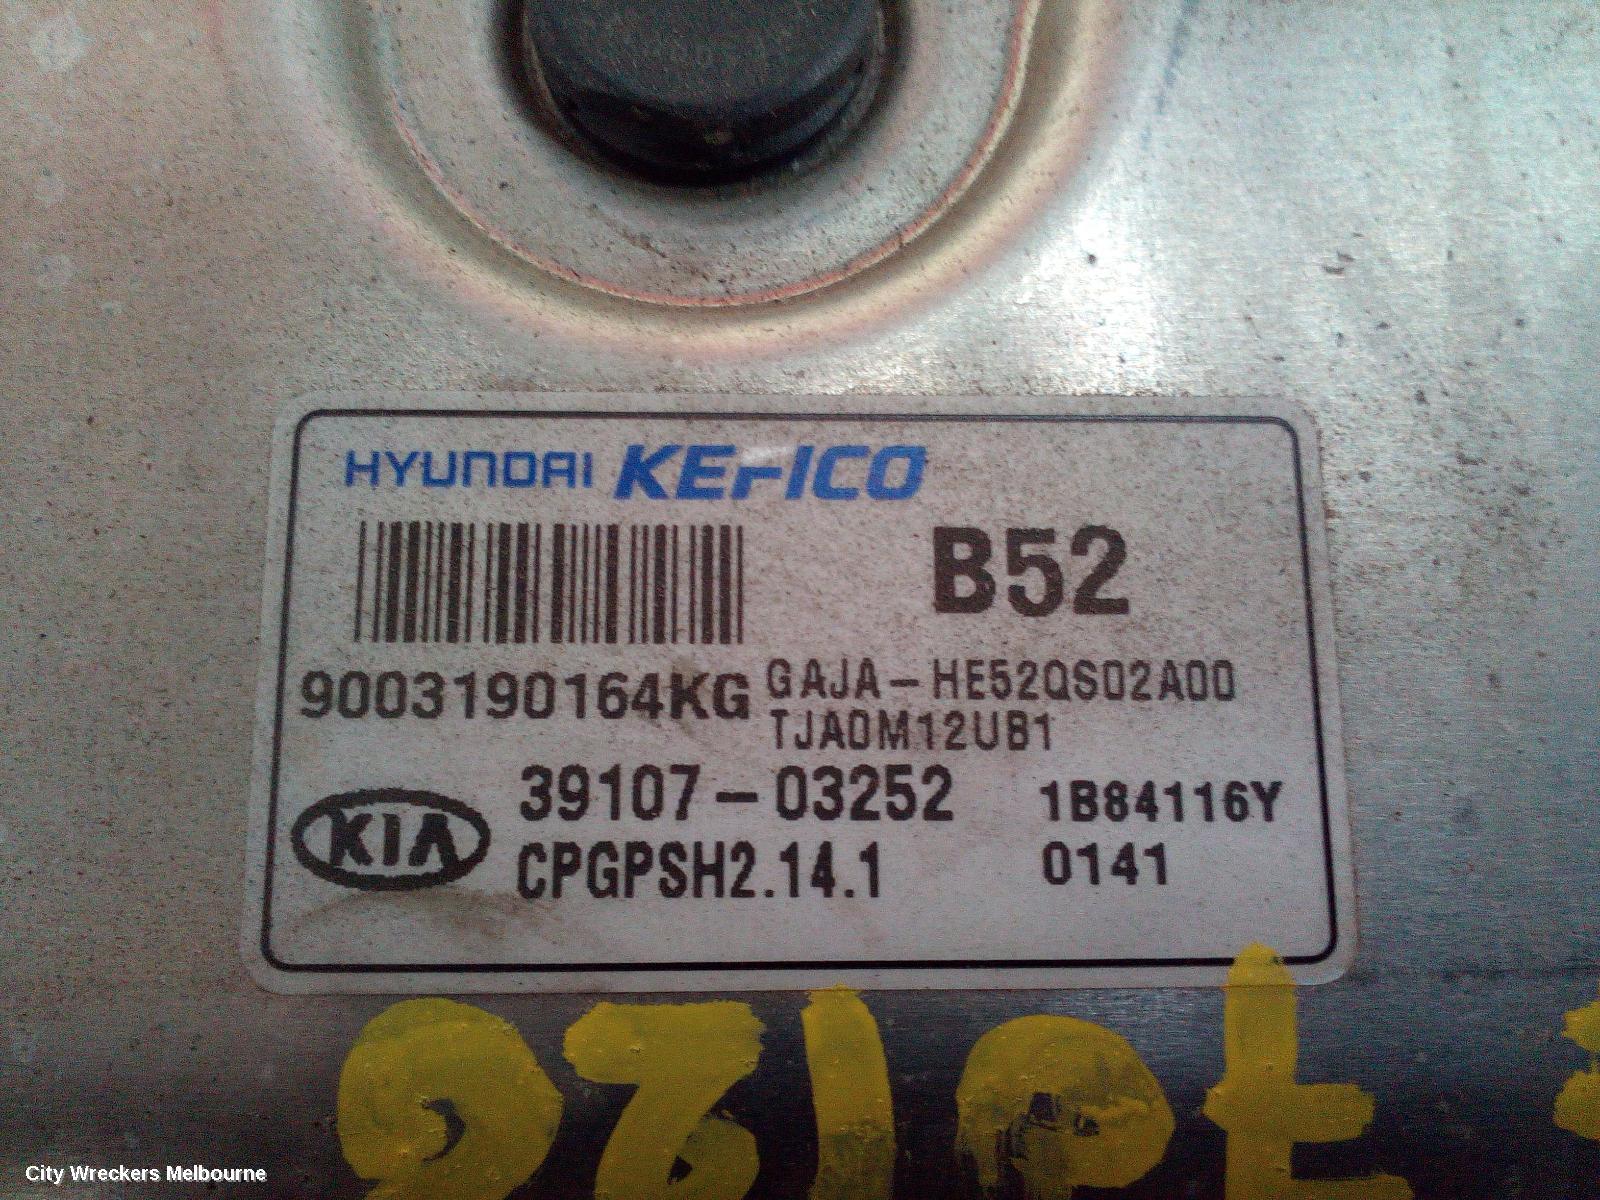 HYUNDAI KEFICO
B52
9003190164KG
GAJA-HE52QS02A00
TJA0M12UB1
KIA
39107-03252
1B84116Y
CPGPSH2.14.1
0141
City Wreckers Melbourne